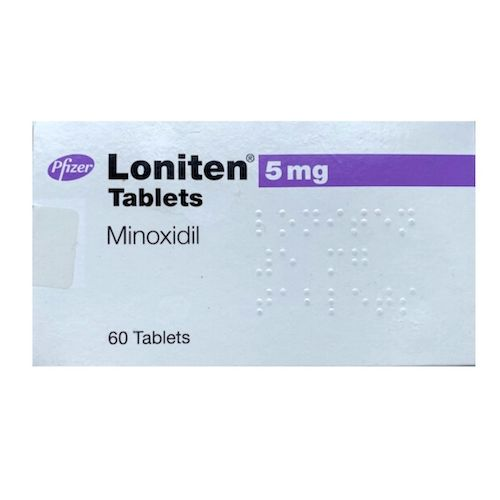 Pfizer Loniten® 5 mg
Tablets
Minoxidil
60 Tablets